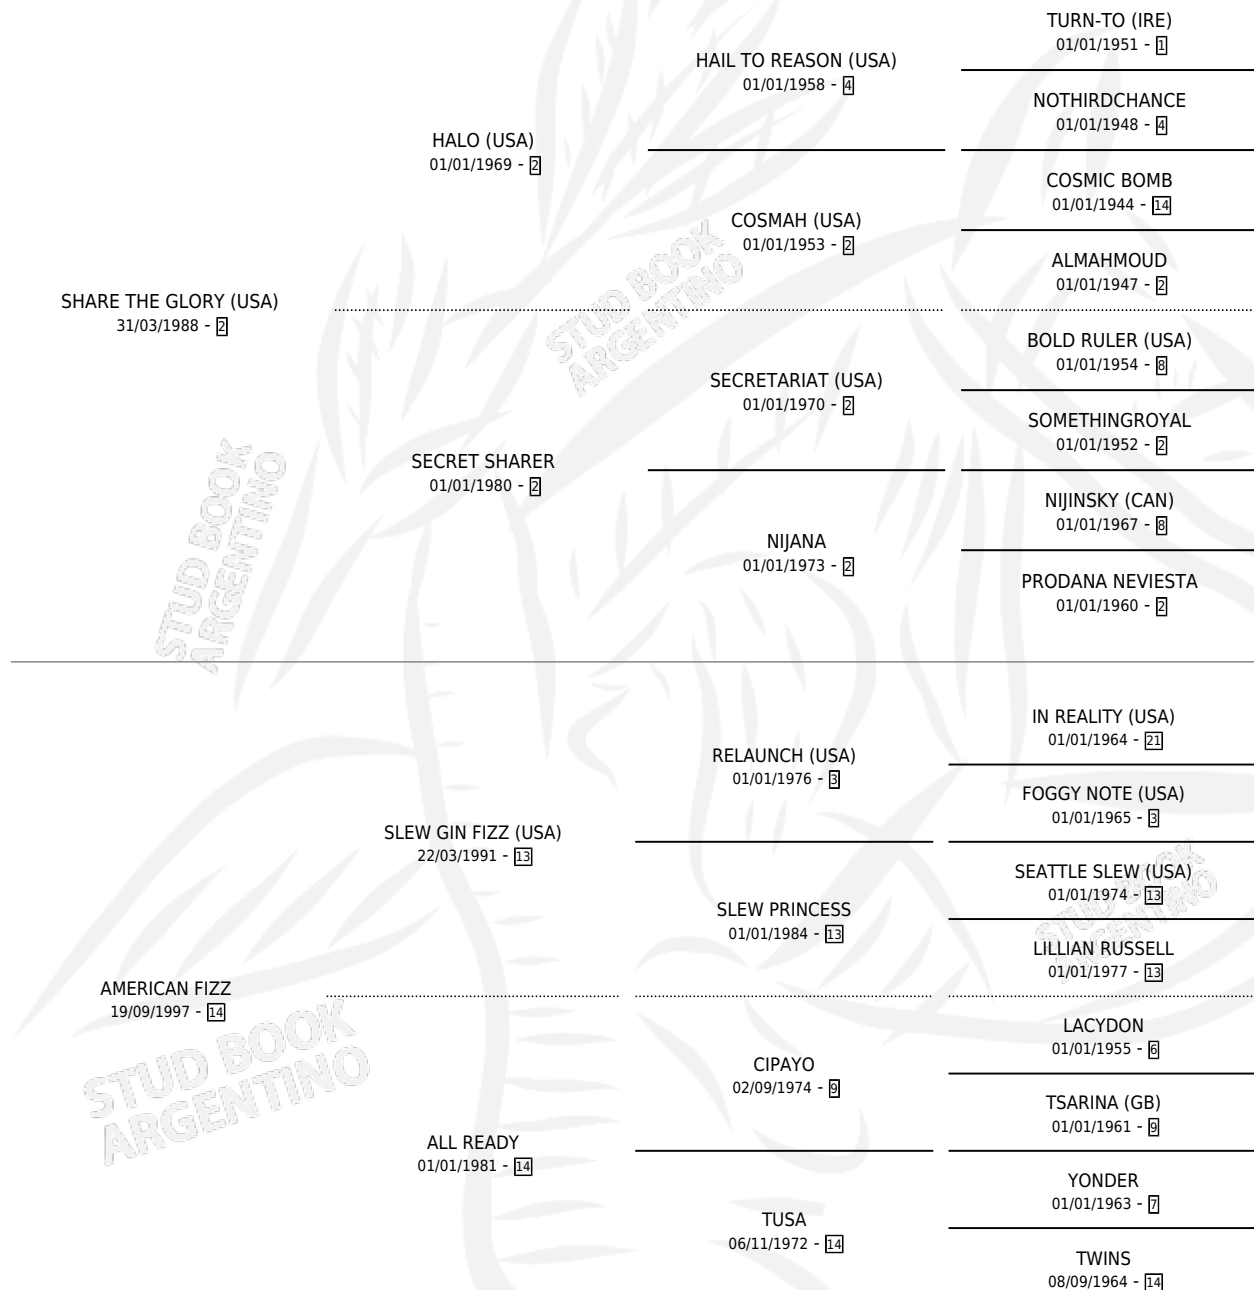 TURN-TO (IRE)
01/01/1951 - 1
HAIL TO REASON (USA)
01/01/1958 - 4
NOTHIRDCHANCE
01/01/1948 - 4
HALO (USA)
01/01/1969 - 2
COSMIC BOMB
01/01/1944 - 14
COSMAH (USA)
01/01/1953 - 2
ALMAHMOUD
01/01/1947 - 2
SHARE THE GLORY (USA)
31/03/1988 - 2
STUD BOOK
ARGENTINO
BOLD RULER (USA)
01/01/1954 - 8
SECRETARIAT (USA)
01/01/1970 - 2
SOMETHINGROYAL
01/01/1952 - 2
SECRET SHARER
01/01/1980 - 2
STUD BOOK
ARGENTINO
NIJINSKY (CAN)
01/01/1967 - 8
NIJANA
01/01/1973 - 2
PRODANA NEVIESTA
01/01/1960 - 2
IN REALITY (USA)
01/01/1964 - 21
RELAUNCH (USA)
01/01/1976 - 3
FOGGY NOTE (USA)
01/01/1965 - 3
SLEW GIN FIZZ (USA)
22/03/1991 - 13
SEATTLE SLEW (USA)
01/01/1974 - 13
STUD BOOK
ARGENTINO
SLEW PRINCESS
01/01/1984 - 13
LILLIAN RUSSELL
01/01/1977 - 13
AMERICAN FIZZ
19/09/1997 - 14
STUD BOOK
ARGENTINO
LACYDON
01/01/1955 - 6
CIPAYO
02/09/1974 - 9
TSARINA (GB)
01/01/1961 - 9
ALL READY
01/01/1981 - 14
YONDER
01/01/1963 - 7
TUSA
06/11/1972 - 14
TWINS
08/09/1964 - 14